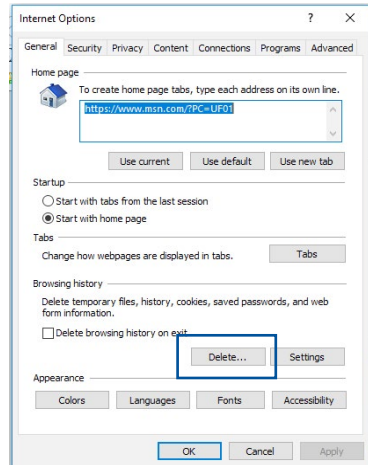 Internet Options ? X
General Security Privacy Content Connections Programs Advanced
Home page
To create home page tabs, type each address on its own line.
https://www.msn.com/?PC=UF01
Use current Use default Use new tab
Startup
Start with tabs from the last session
Start with home page
Tabs
Change how webpages are displayed in tabs. Tabs
Browsing history
Delete temporary files, history, cookies, saved passwords, and web
form information.
Delete browsing history on exit
Delete... Settings
Appearance
Colors Languages Fonts Accessibility
OK Cancel Apply